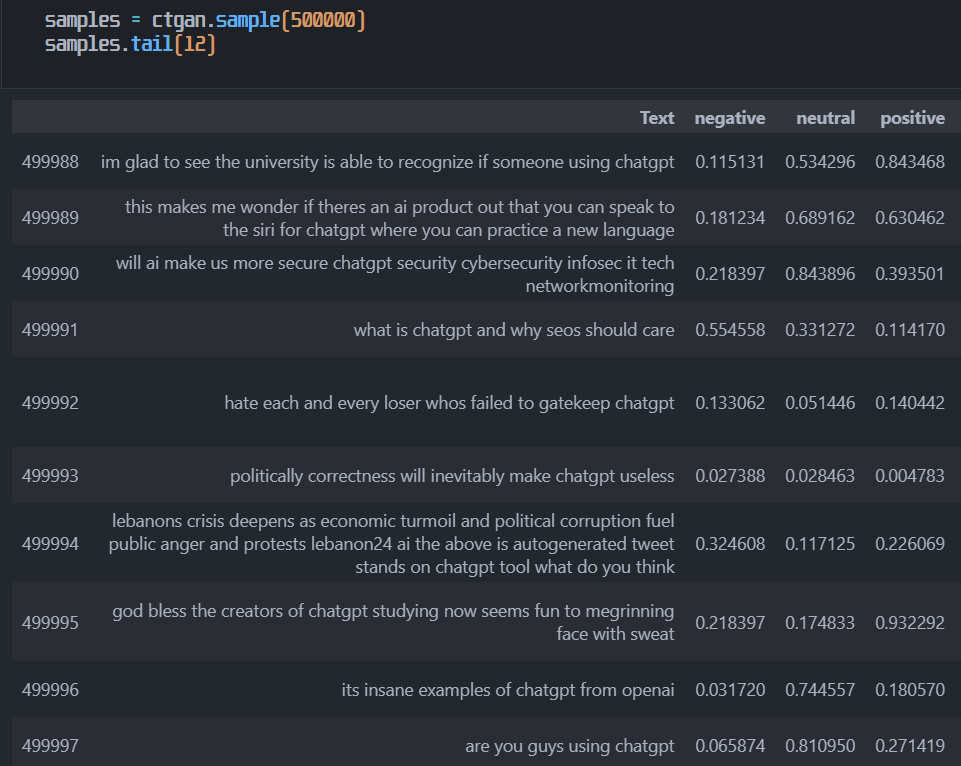 samples = ctgan.sample(500000)
samples.tail(12)
Text negative neutral positive
499988 im glad to see the university is able to recognize if someone using chatgpt 0.115131 0.534296 0.843468
this makes me wonder if theres an ai product out that you can speak to
499989 0.181234 0.689162 0.630462
the siri for chatgpt where you can practice a new language
will ai make us more secure chatgpt security cybersecurity infosec it tech
499990 0.218397 0.843896 0.393501
networkmonitoring
499991 what is chatgpt and why seos should care 0.554558 0.331272 0.114170
499992 hate each and every loser whos failed to gatekeep chatgpt 0.133062 0.051446 0.140442
499993 politically correctness will inevitably make chatgpt useless 0.027388 0.028463 0.004783
lebanons crisis deepens as economic turmoil and political corruption fuel
499994 public anger and protests lebanon24 ai the above is autogenerated tweet 0.324608 0.117125 0.226069
stands on chatgpt tool what do you think
god bless the creators of chatgpt studying now seems fun to megrinning
499995 0.218397 0.174833 0.932292
face with sweat
499996 its insane examples of chatgpt from openai 0.031720 0.744557 0.180570
499997 are you guys using chatgpt 0.065874 0.810950 0.271419